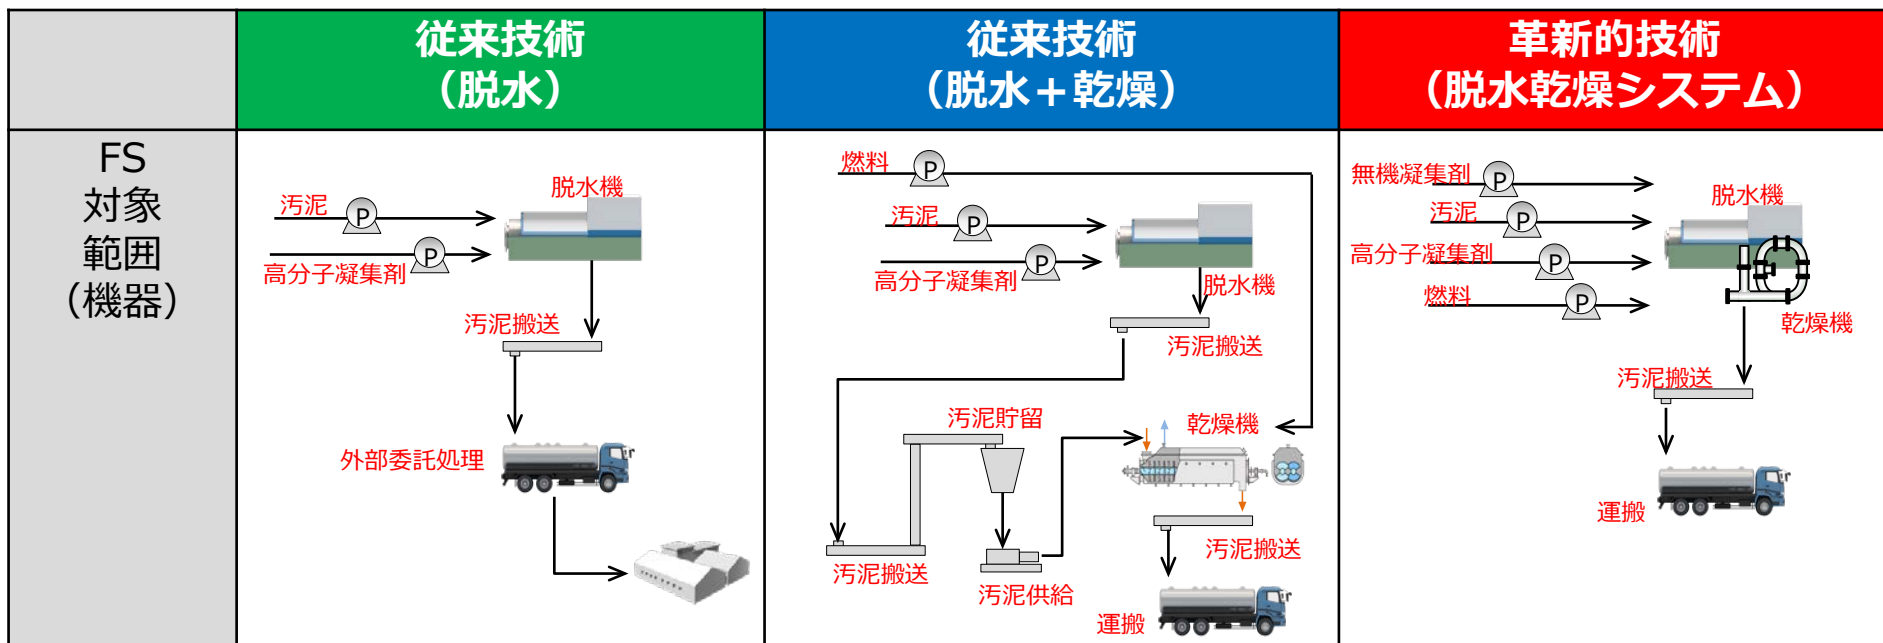 従来技術
（脱水）
従来技術
（脱水＋乾燥）
革新的技術
（脱水乾燥システム）
FS
対象
範囲
（機器）
汚泥
P
脱水機
高分子凝集剤
P
汚泥搬送
外部委託処理
燃料
P
汚泥
P
高分子凝集剤
P
脱水機
汚泥搬送
汚泥貯留
乾燥機
汚泥搬送
汚泥搬送
汚泥供給
運搬
無機凝集剤
P
脱水機
汚泥
P
高分子凝集剤
P
燃料
P
乾燥機
汚泥搬送
運搬